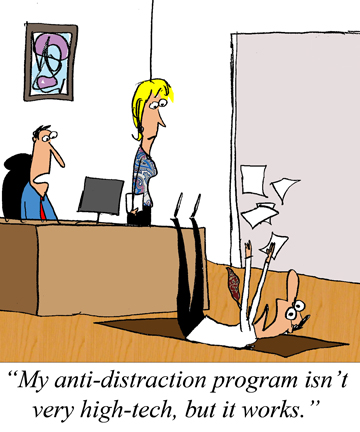 “My anti-distraction program isn’t
very high-tech, but it works.”